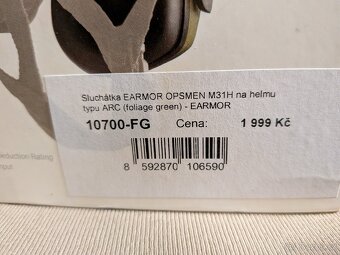 Sluchátka EARMOR OPSMEN M31H na helmu
typu ARC (foliage green) - EARMOR
10700-FG Cena: 1 999 Kč
8 592870 106590
Reduction Rating